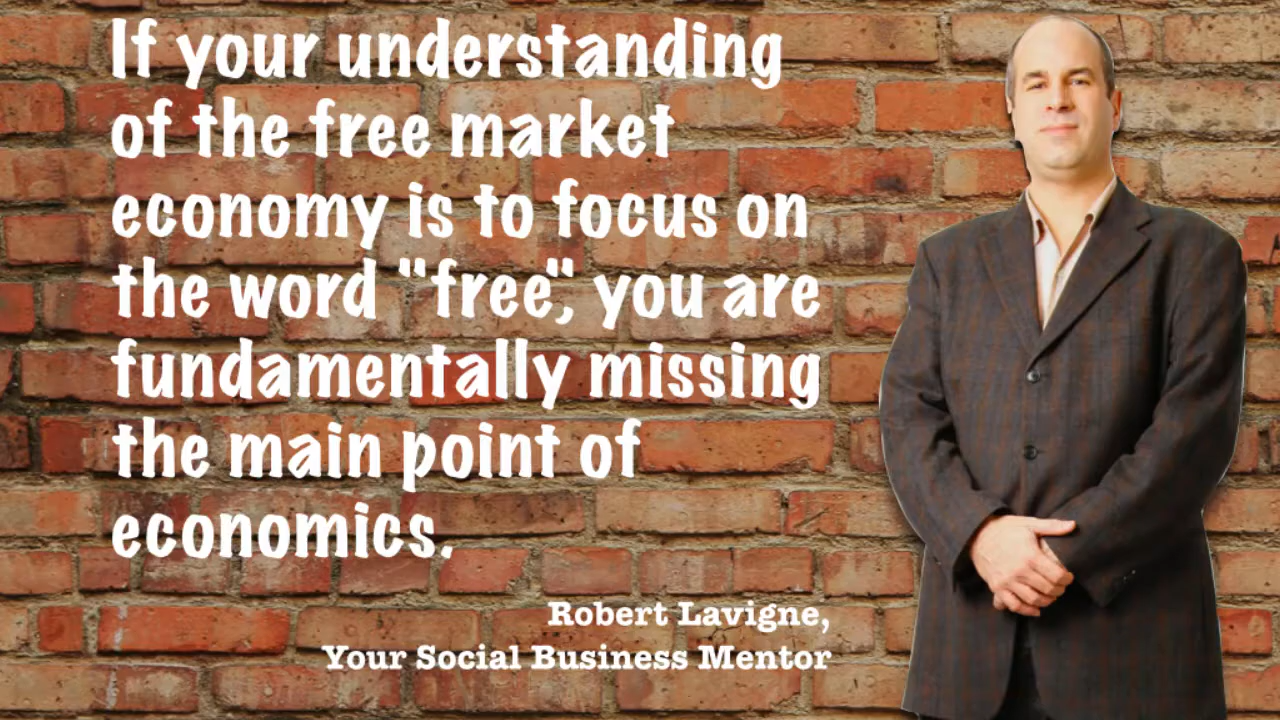 If your understanding
of the free market
economy is to focus on
the word "free", you are
fundamentally missing
the main point of
economics.
Robert Lavigne,
Your Social Business Mentor